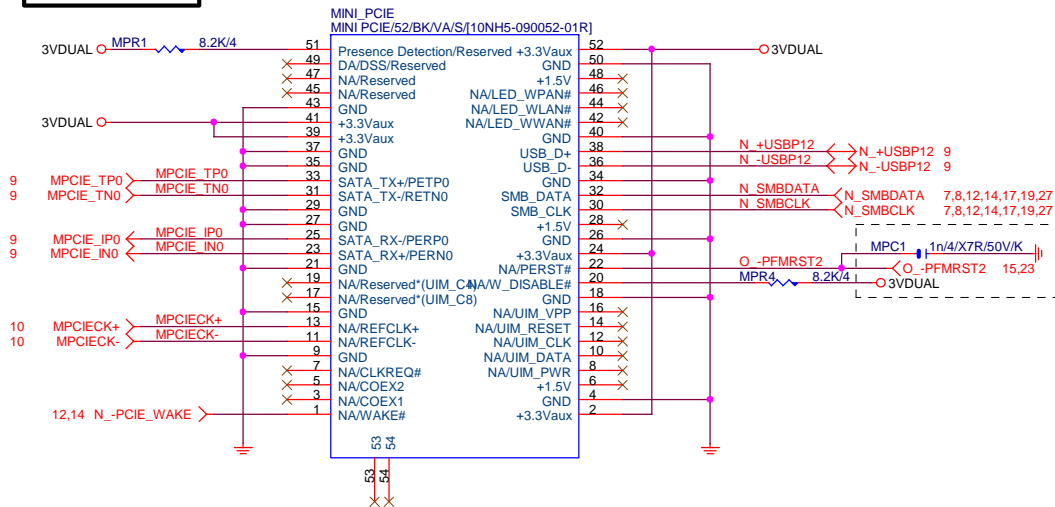 MINI_PCIE
MINI PCIE/52/BK/VA/S/[10NH5-090052-01R]
3VDUAL MPR1 8.2K/4 51 Presence Detection/Reserved +3.3Vaux 52 3VDUAL
49 DA/DSS/Reserved GND 50
47 NA/Reserved +1.5V 48
45 NA/Reserved NA/LED_WPAN# 46
43 GND NA/LED_WLAN# 44
3VDUAL 41 +3.3Vaux NA/LED_WWAN# 42
39 +3.3Vaux GND 40
37 GND USB_D+ 38 N_+USBP12 N_+USBP12 9
35 GND USB_D- 36 N_-USBP12 N_-USBP12 9
9 MPCIE_TP0 MPCIE_TP0 33 SATA_TX+/PETP0 GND 34
9 MPCIE_TN0 MPCIE_TN0 31 SATA_TX-/RETN0 SMB_DATA 32 N_SMBDATA N_SMBDATA 7,8,12,14,17,19,27
29 GND SMB_CLK 30 N_SMBCLK N_SMBCLK 7,8,12,14,17,19,27
27 GND +1.5V 28
9 MPCIE_IP0 MPCIE_IP0 25 SATA_RX-/PERP0 GND 26
9 MPCIE_IN0 MPCIE_IN0 23 SATA_RX+/PERN0 +3.3Vaux 24 MPC1 1n/4/X7R/50V/K
21 GND NA/PERST# 22 O_-PFMRST2 O_-PFMRST2 15,23
19 NA/Reserved*(UIM_C4) NA/W_DISABLE# 20 MPR4 8.2K/4 3VDUAL
17 NA/Reserved*(UIM_C8) GND 18
15 GND NA/UIM_VPP 16
10 MPCIECK+ MPCIECK+ 13 NA/REFCLK+ NA/UIM_RESET 14
10 MPCIECK- MPCIECK- 11 NA/REFCLK- NA/UIM_CLK 12
9 GND NA/UIM_DATA 10
7 NA/CLKREQ# NA/UIM_PWR 8
5 NA/COEX2 +1.5V 6
3 NA/COEX1 GND 4
12,14 N_-PCIE_WAKE 1 NA/WAKE# +3.3Vaux 2
53 54
53 54